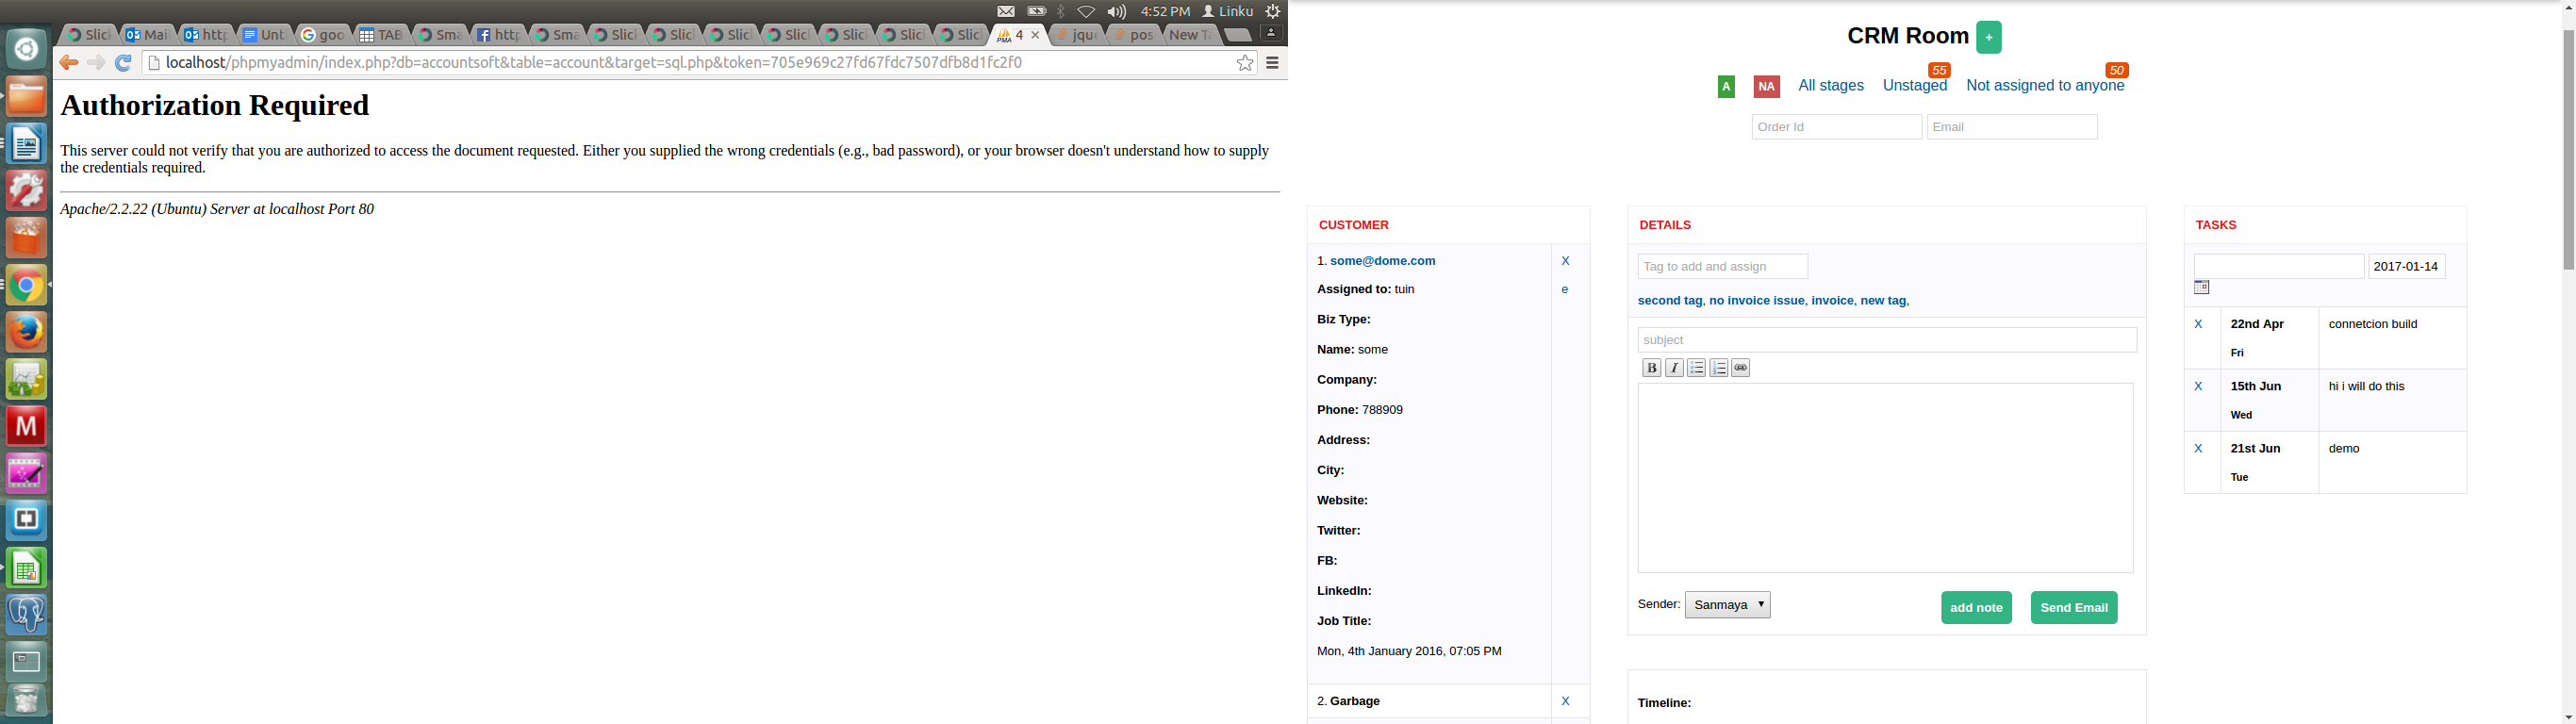 4:52 PM Linku
Slic Mai http Unt goo TAB Sma http Sma Slick Slic Slic Slic Slic Slic Slic 4 jqu pos New Ta
localhost/phpmyadmin/index.php?db=accountsoft&table=account&target=sql.php&token=705e969c27fd67fdc7507dfb8d1fc2f0
Authorization Required
This server could not verify that you are authorized to access the document requested. Either you supplied the wrong credentials (e.g., bad password), or your browser doesn't understand how to supply
the credentials required.
Apache/2.2.22 (Ubuntu) Server at localhost Port 80
CRM Room +
55 50
A NA All stages Unstaged Not assigned to anyone
Order Id Email
CUSTOMER
1. some@dome.com X
Assigned to: tuin e
Biz Type:
Name: some
Company:
Phone: 788909
Address:
City:
Website:
Twitter:
FB:
LinkedIn:
Job Title:
Mon, 4th January 2016, 07:05 PM
2. Garbage X
DETAILS
Tag to add and assign
second tag, no invoice issue, invoice, new tag,
subject
B I
Sender: Sanmaya add note Send Email
Timeline:
TASKS
2017-01-14
X 22nd Apr connetcion build
Fri
X 15th Jun hi i will do this
Wed
X 21st Jun demo
Tue